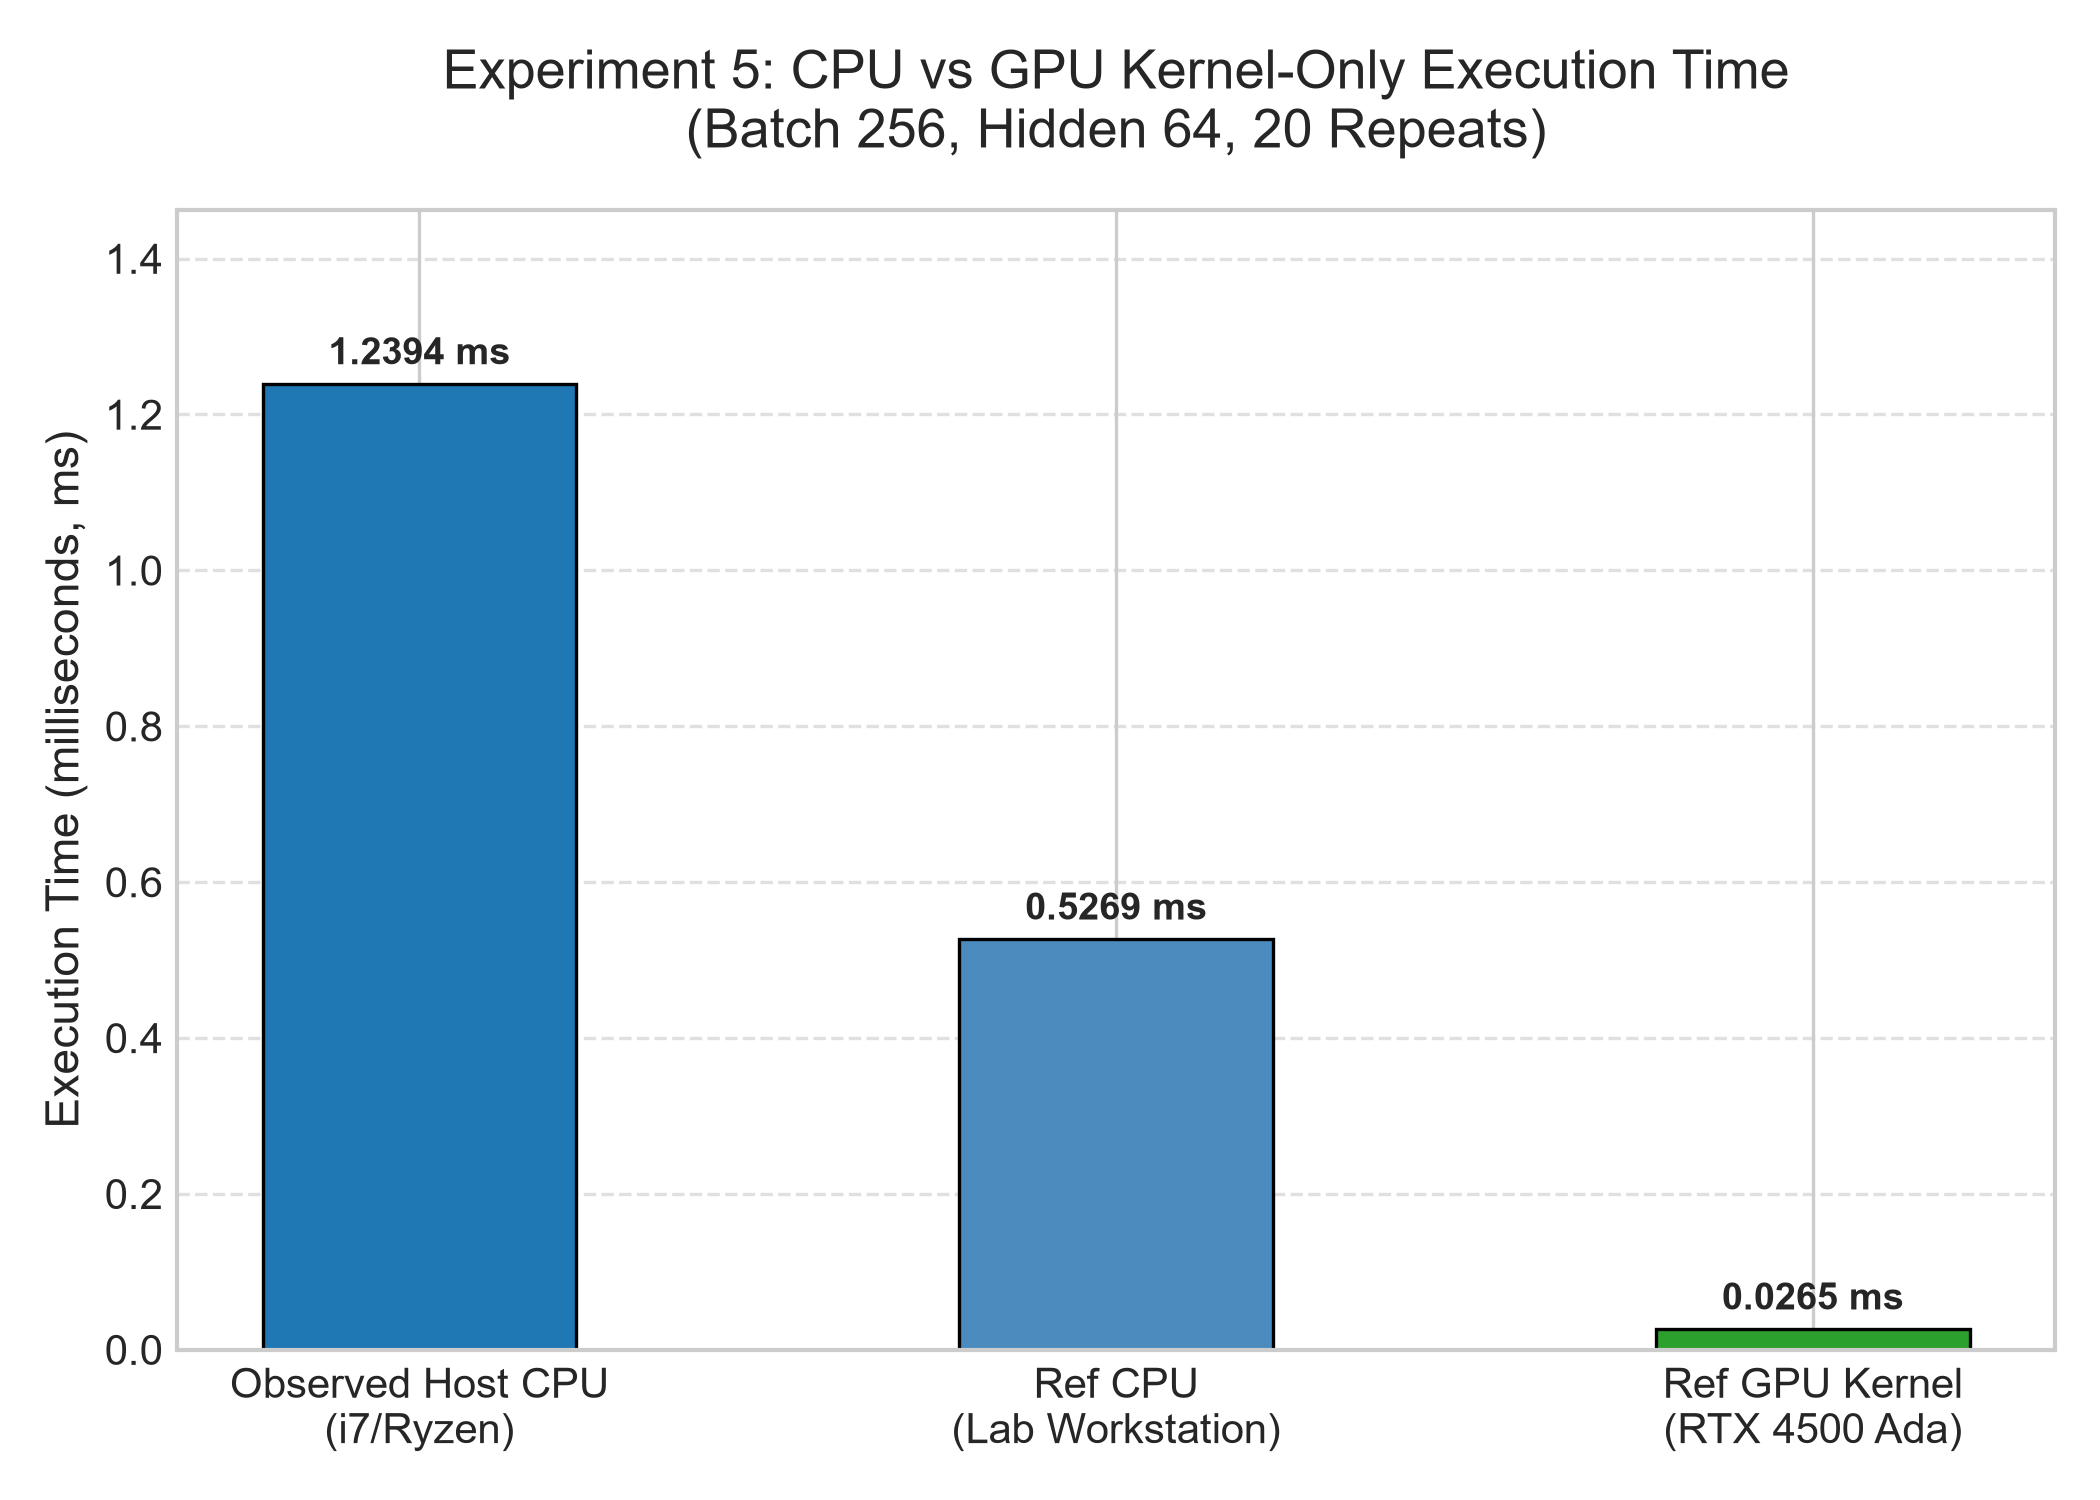 Experiment 5: CPU vs GPU Kernel-Only Execution Time
(Batch 256, Hidden 64, 20 Repeats)
Execution Time (milliseconds, ms)
1.4
1.2
1.0
0.8
0.6
0.4
0.2
0.0
1.2394 ms
0.5269 ms
0.0265 ms
Observed Host CPU
(i7/Ryzen)
Ref CPU
(Lab Workstation)
Ref GPU Kernel
(RTX 4500 Ada)